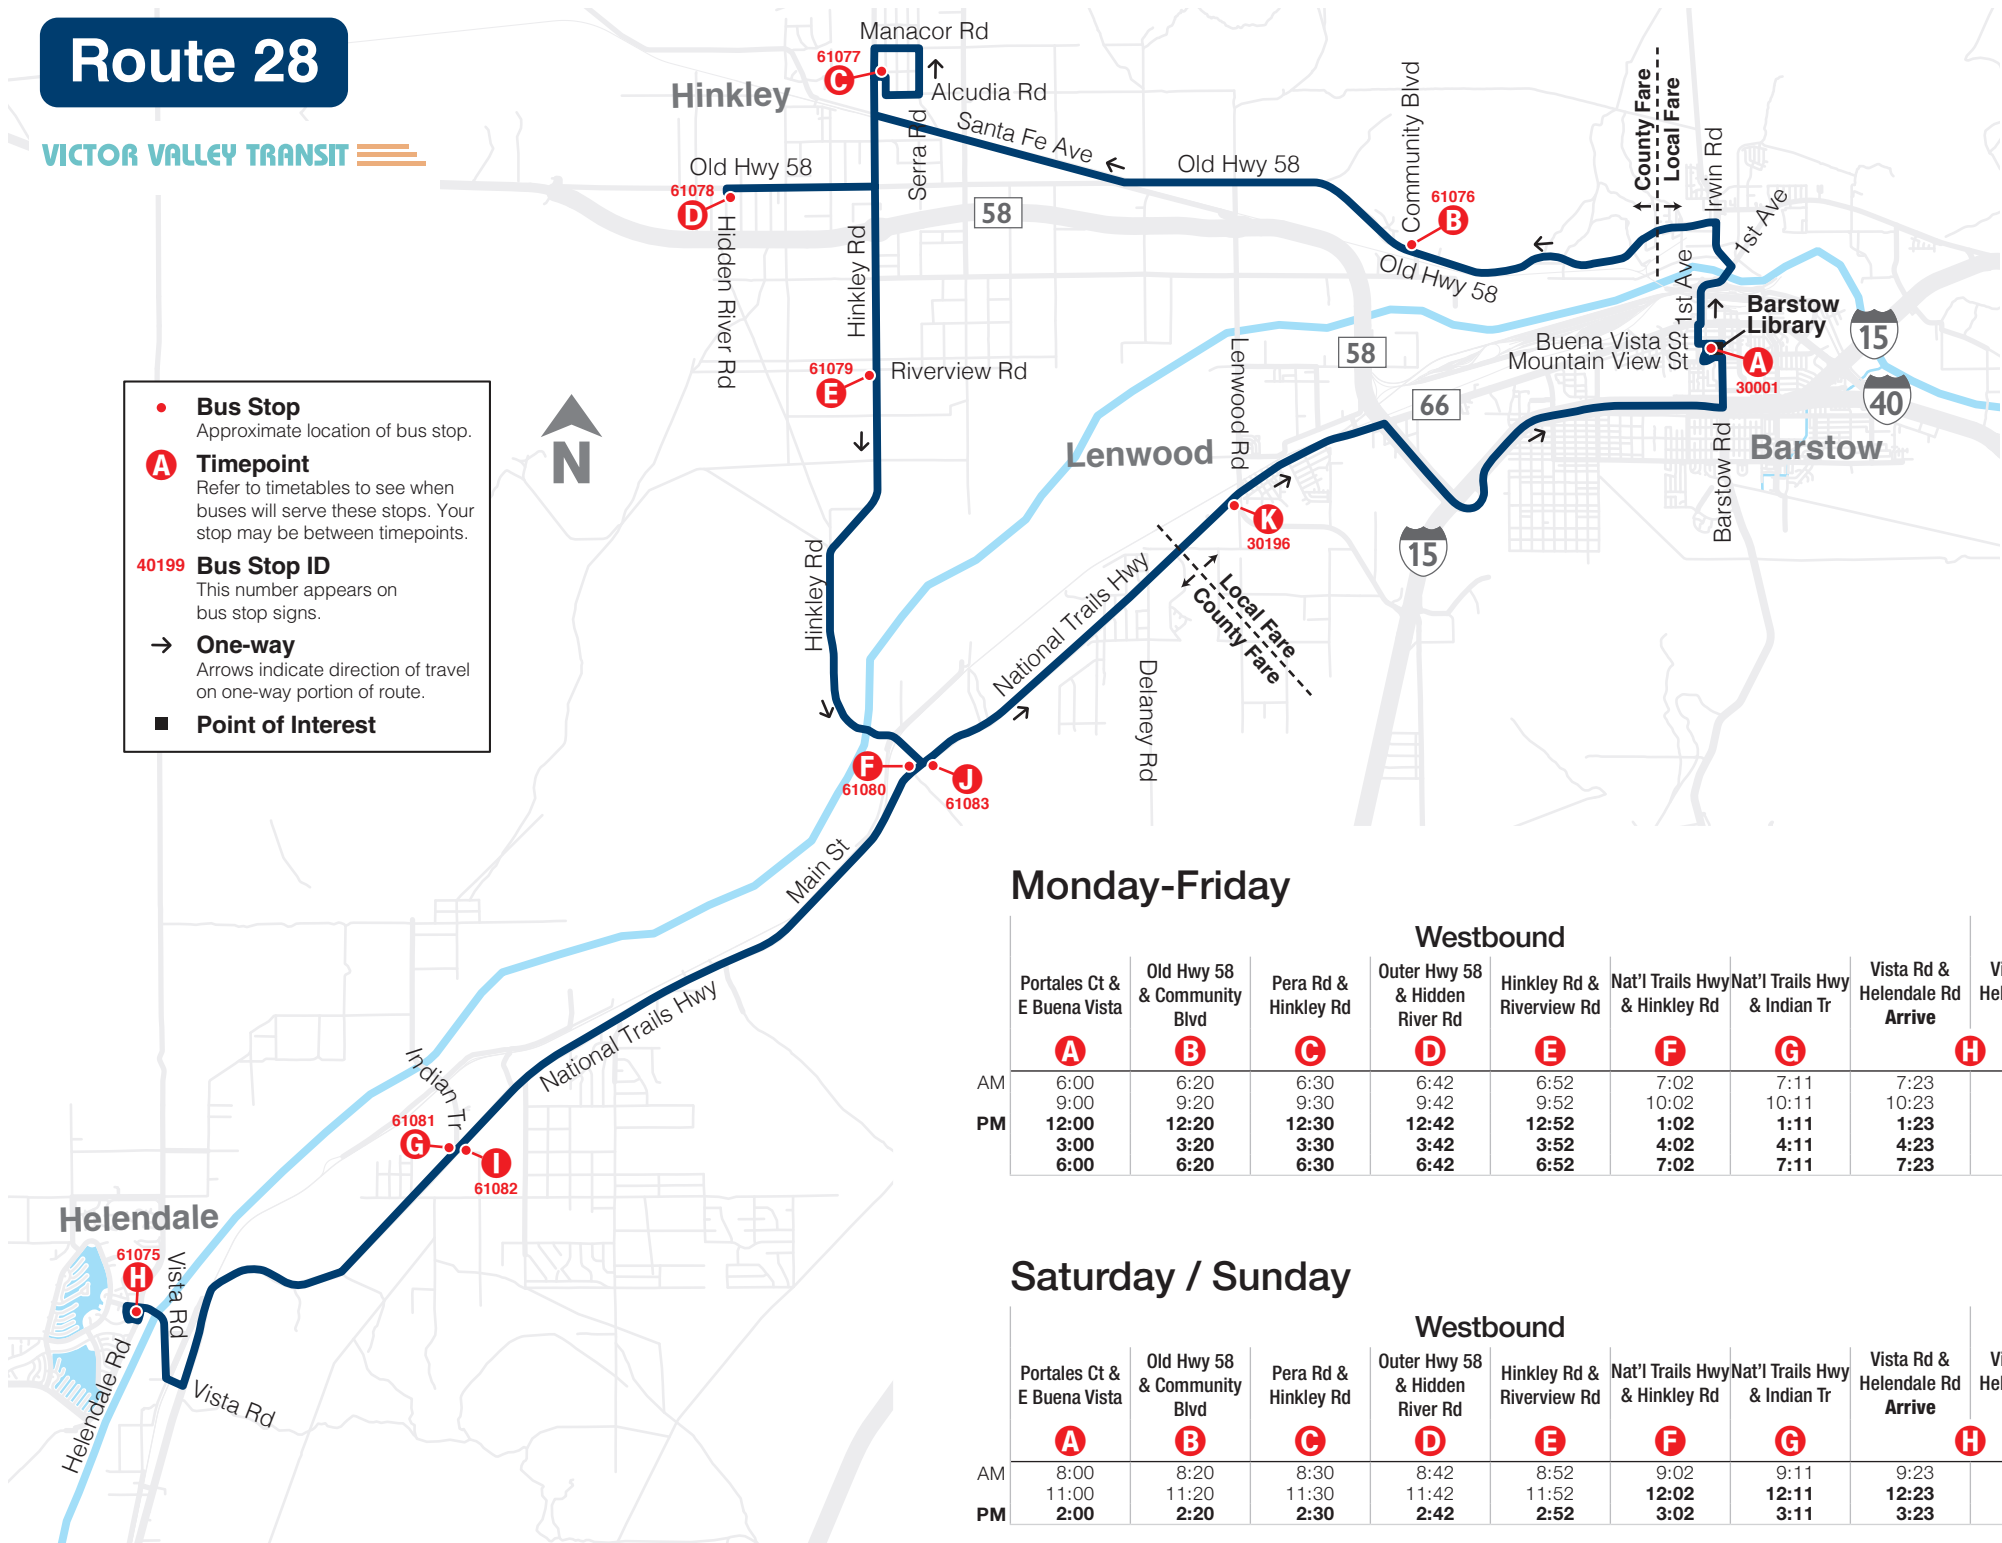 Route 28
VICTOR VALLEY TRANSIT
Manacor Rd
61077
C
Hinkley
Alcudia Rd
Serra Rd
Santa Fe Ave
Old Hwy 58
Community Blvd
County Fare
Local Fare
Irwin Rd
1st Ave
Old Hwy 58
61078
D
Hidden River Rd
58
61076
B
Old Hwy 58
Hinkley Rd
1st Ave
Barstow
Library
15
Buena Vista St
Mountain View St
A
30001
58
40
61079
E
Riverview Rd
Lenwood Rd
66
Lenwood
Barstow
Barstow Rd
Bus Stop
Approximate location of bus stop.
A
Timepoint
Refer to timetables to see when
buses will serve these stops. Your
stop may be between timepoints.
40199
Bus Stop ID
This number appears on
bus stop signs.
One-way
Arrows indicate direction of travel
on one-way portion of route.
Point of Interest
N
K
30196
15
Hinkley Rd
National Trails Hwy
Local Fare
County Fare
Delaney Rd
F
61080
J
61083
Main St
National Trails Hwy
Indian Tr
61081
G
I
61082
Helendale
61075
H
Vista Rd
Helendale Rd
Vista Rd
Monday-Friday
Westbound
Portales Ct &
E Buena Vista
Old Hwy 58
& Community
Blvd
Pera Rd &
Hinkley Rd
Outer Hwy 58
& Hidden
River Rd
Hinkley Rd &
Riverview Rd
Nat'l Trails Hwy
& Hinkley Rd
Nat'l Trails Hwy
& Indian Tr
Vista Rd &
Helendale Rd
Arrive
Vi
Hel
A B C D E F G H
AM 6:00 6:20 6:30 6:42 6:52 7:02 7:11 7:23
9:00 9:20 9:30 9:42 9:52 10:02 10:11 10:23
PM 12:00 12:20 12:30 12:42 12:52 1:02 1:11 1:23
3:00 3:20 3:30 3:42 3:52 4:02 4:11 4:23
6:00 6:20 6:30 6:42 6:52 7:02 7:11 7:23
Saturday / Sunday
Westbound
Portales Ct &
E Buena Vista
Old Hwy 58
& Community
Blvd
Pera Rd &
Hinkley Rd
Outer Hwy 58
& Hidden
River Rd
Hinkley Rd &
Riverview Rd
Nat'l Trails Hwy
& Hinkley Rd
Nat'l Trails Hwy
& Indian Tr
Vista Rd &
Helendale Rd
Arrive
Vi
Hel
A B C D E F G H
AM 8:00 8:20 8:30 8:42 8:52 9:02 9:11 9:23
11:00 11:20 11:30 11:42 11:52 12:02 12:11 12:23
PM 2:00 2:20 2:30 2:42 2:52 3:02 3:11 3:23